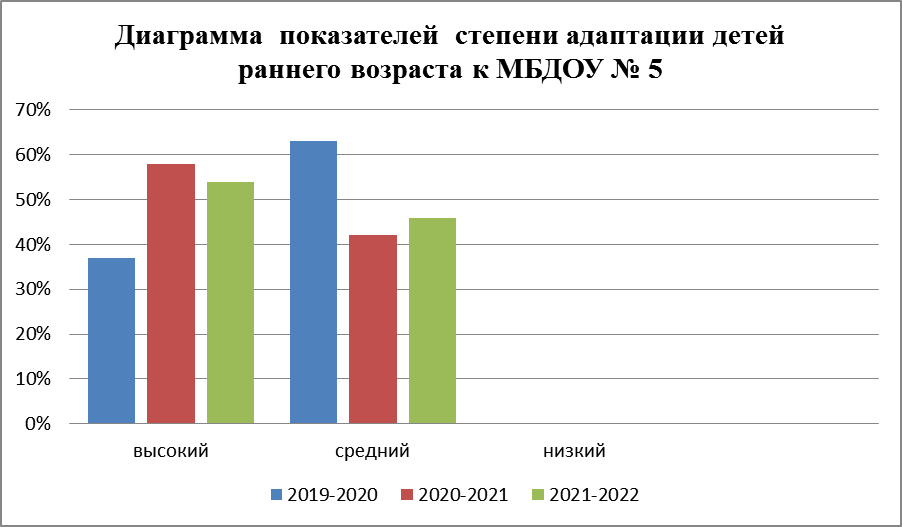 Диаграмма показателей степени адаптации детей
раннего возраста к МБДОУ № 5
70%
60%
50%
40%
30%
20%
10%
0%
высокий средний низкий
2019-2020 2020-2021 2021-2022